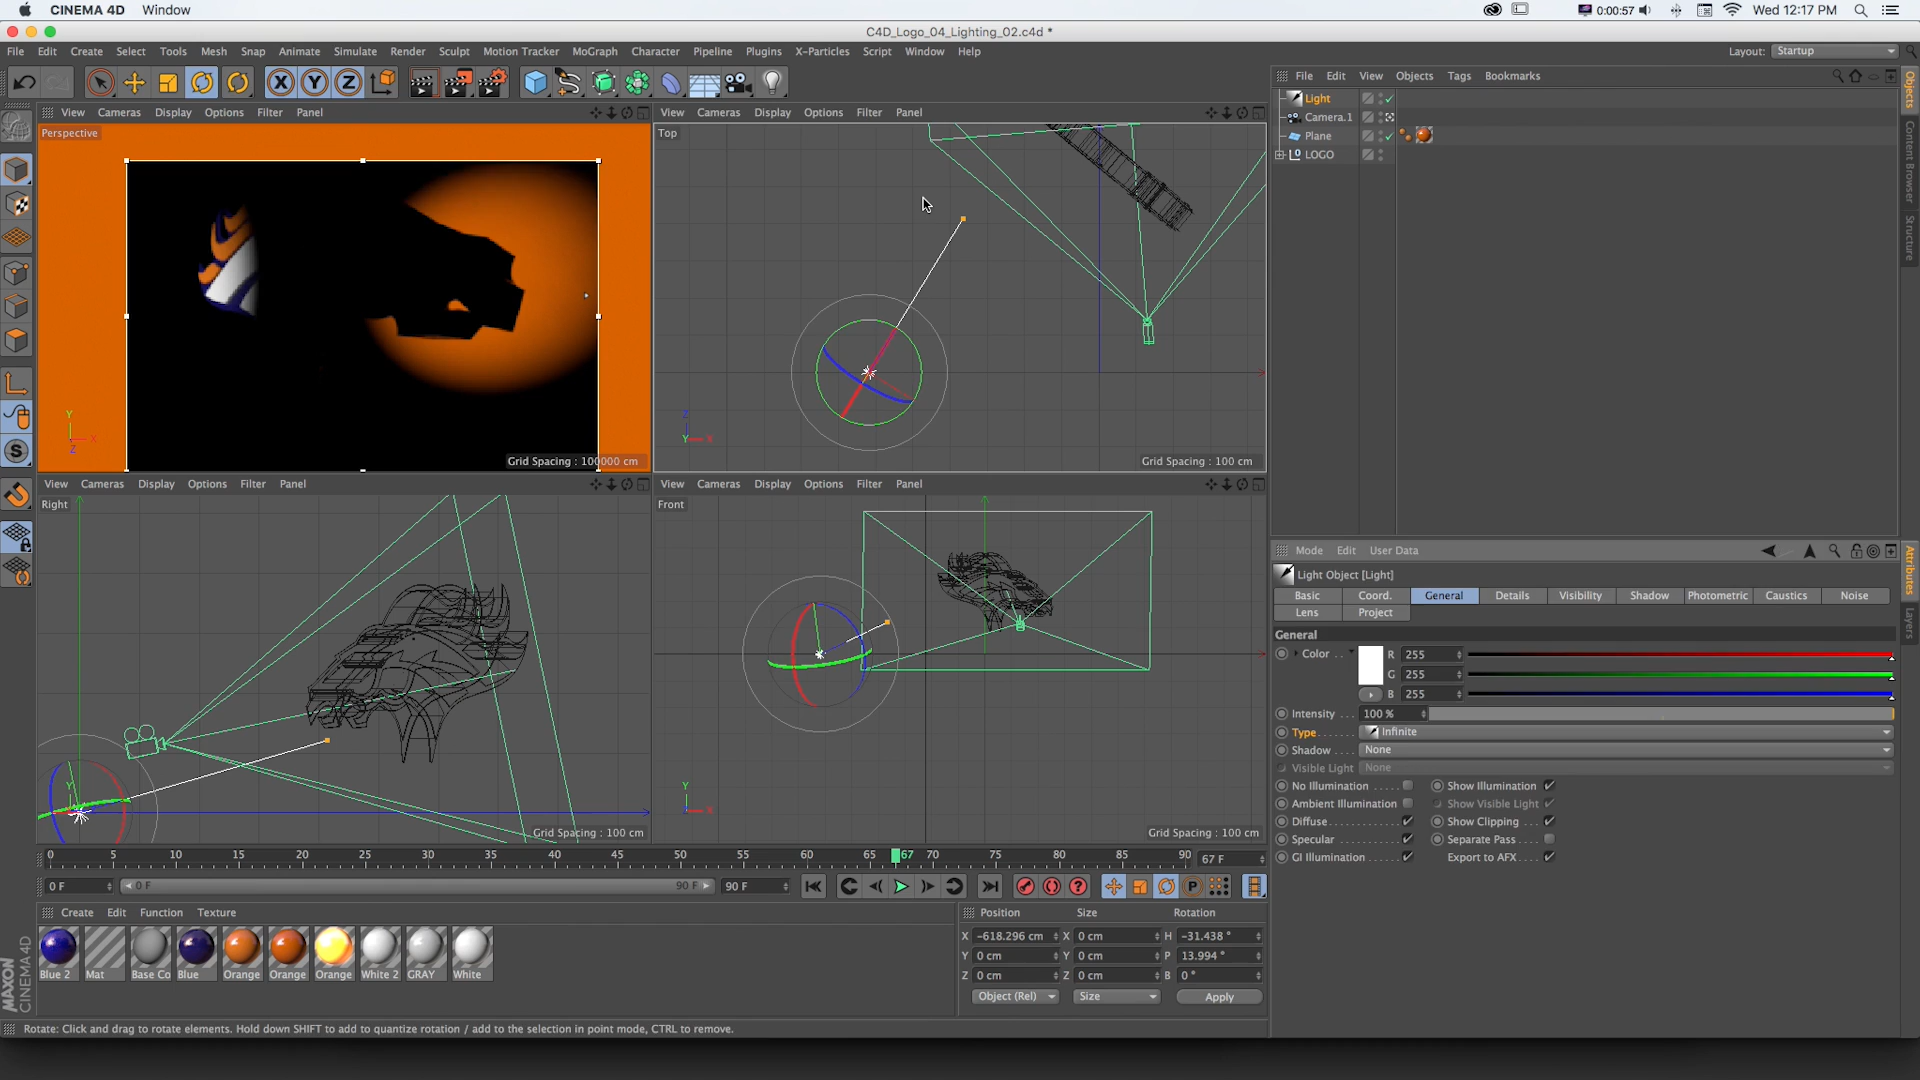 CINEMA 4D Window 0:00:57 Wed 12:17 PM
C4D_Logo_04_Lighting_02.c4d *
File Edit Create Select Tools Mesh Snap Animate Simulate Render Sculpt Motion Tracker MoGraph Character Pipeline Plugins X-Particles Script Window Help Layout: Startup
X Y Z File Edit View Objects Tags Bookmarks
Light
Camera.1
Plane
LOGO
Objects
Content Browser
Structure
View Cameras Display Options Filter Panel
Perspective
Grid Spacing : 100000 cm
View Cameras Display Options Filter Panel
Top
Grid Spacing : 100 cm
View Cameras Display Options Filter Panel
Right
Grid Spacing : 100 cm
View Cameras Display Options Filter Panel
Front
Grid Spacing : 100 cm
Mode Edit User Data
Attributes
Layers
Light Object [Light]
Basic Coord. General Details Visibility Shadow Photometric Caustics Noise
Lens Project
General
Color . . R 255
G 255
B 255
Intensity . . . 100 %
Type. . . . . . Infinite
Shadow . . . . None
Visible Light None
No Illumination . . . . . Show Illumination
Ambient Illumination Show Visible Light
Diffuse. . . . . . . . . . . . Show Clipping . . .
Specular . . . . . . . . . . Separate Pass. . . .
GI Illumination . . . . . . Export to AFX. . . .
0 5 10 15 20 25 30 35 40 45 50 55 60 65 67 70 75 80 85 90 67 F
0 F 0 F 90 F 90 F
Create Edit Function Texture
Blue 2 Mat Base Co Blue Orange Orange Orange White 2 GRAY White
Position Size Rotation
X -618.296 cm X 0 cm H -31.438 °
Y 0 cm Y 0 cm P 13.994 °
Z 0 cm Z 0 cm B 0 °
Object (Rel) Size Apply
MAXON
CINEMA 4D
Rotate: Click and drag to rotate elements. Hold down SHIFT to add to quantize rotation / add to the selection in point mode, CTRL to remove.